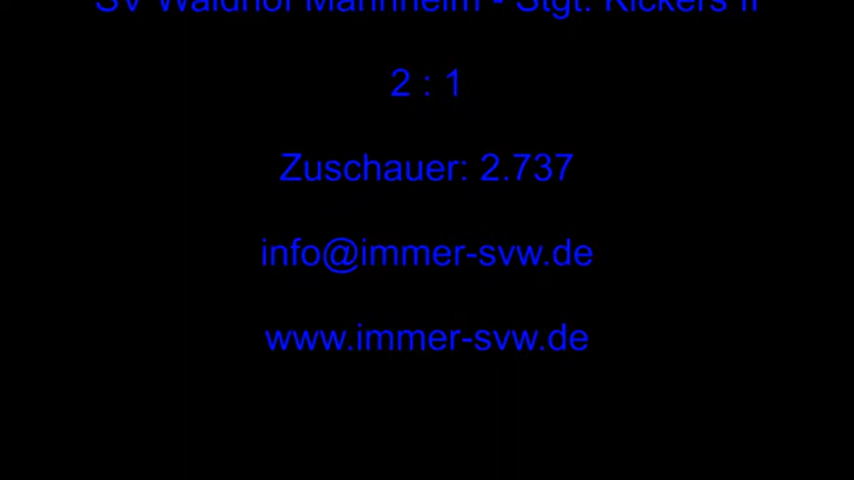 SV Waldhof Mannheim - Stgt. Kickers II
2 : 1
Zuschauer: 2.737
info@immer-svw.de
www.immer-svw.de